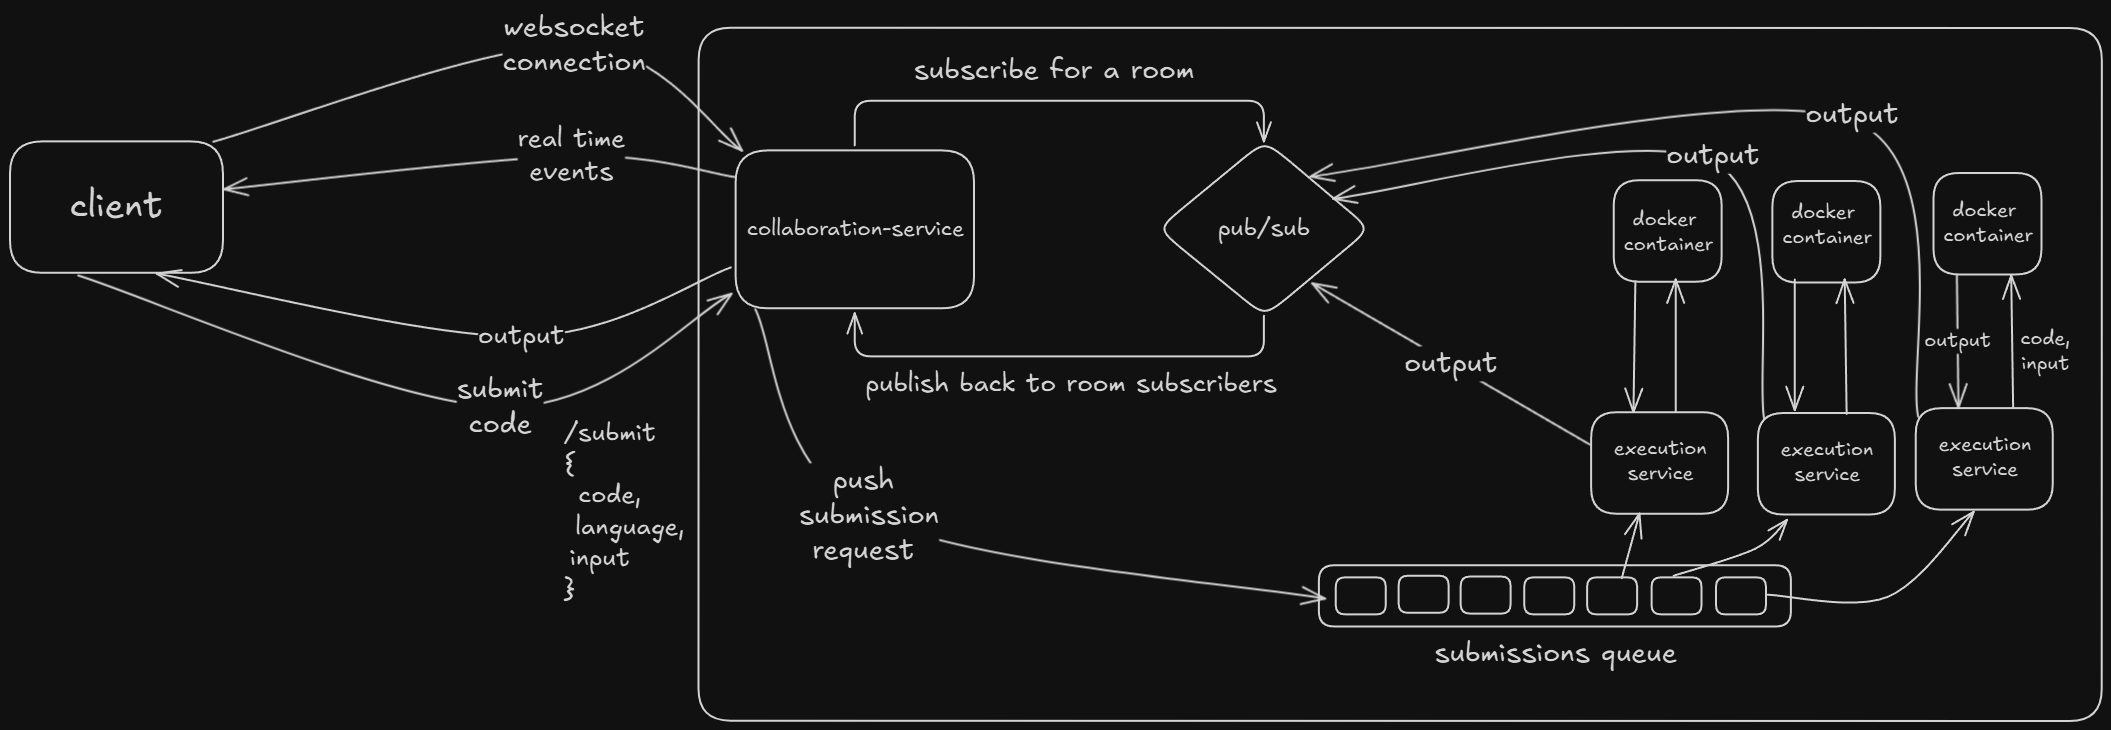 websocket
connection
subscribe for a room
real time
events
client
collaboration-service
pub/sub
output
output
docker
container
docker
container
docker
container
output
submit
code
/submit
{
code,
language,
input
}
publish back to room subscribers
output
output
code,
input
execution
service
execution
service
execution
service
push
submission
request
submissions queue